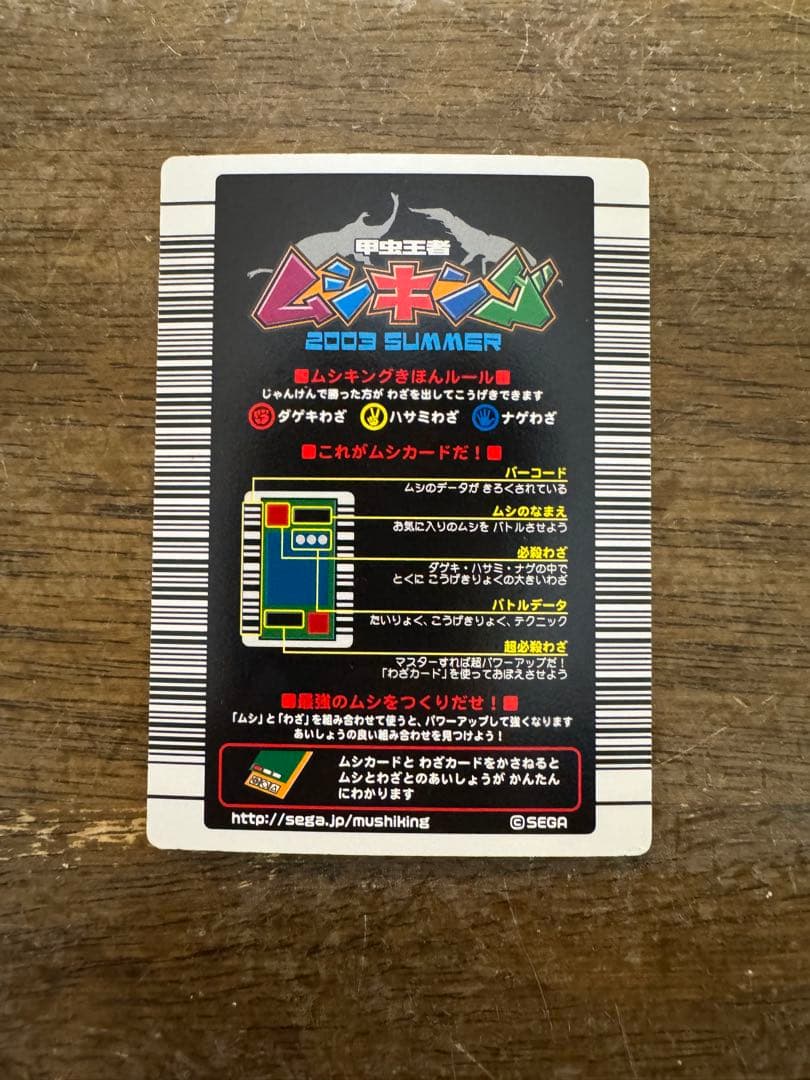 甲虫王者
ムシキング
2003 SUMMER
■ムシキングきほんルール■
じゃんけんで勝った方が わざを出してこうげきできます
ダゲキわざ ハサミわざ ナゲわざ
■これがムシカードだ！■
バーコード
ムシのデータが きろくされている
ムシのなまえ
お気に入りのムシを バトルさせよう
必殺わざ
ダゲキ・ハサミ・ナゲの中で
とくに こうげきりょくの大きいわざ
バトルデータ
たいりょく、こうげきりょく、テクニック
超必殺わざ
マスターすれば超パワーアップだ！
「わざカード」を使っておぼえさせよう
■最強のムシをつくりだせ！■
「ムシ」と「わざ」を組み合わせて使うと、パワーアップして強くなります
あいしょうの良い組み合わせを見つけよう！
ムシカードと わざカードをかさねると
ムシとわざとのあいしょうが かんたん
にわかります
http://sega.jp/mushiking ©SEGA